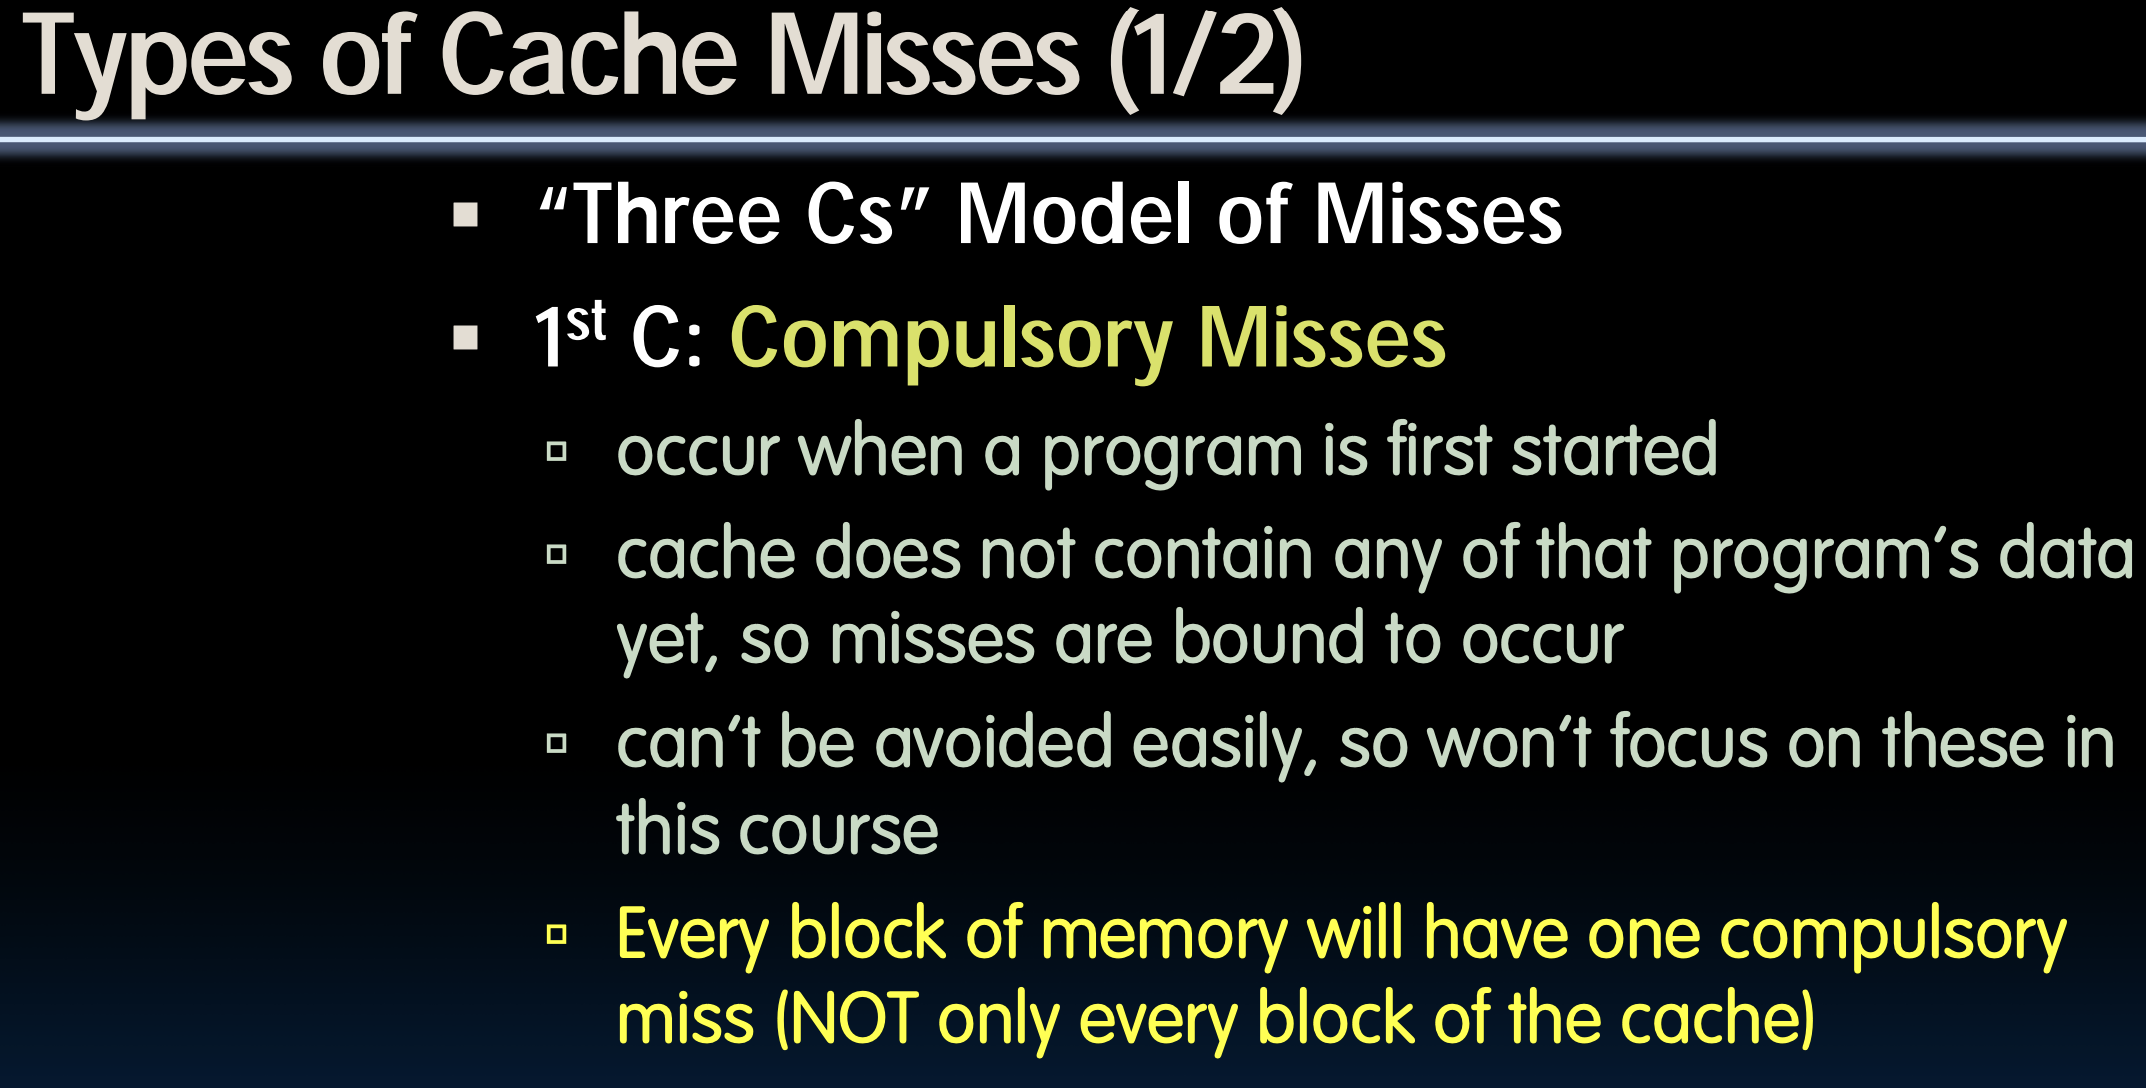 Types of Cache Misses (1/2)
“Three Cs” Model of Misses
1st C: Compulsory Misses
occur when a program is first started
cache does not contain any of that program’s data
yet, so misses are bound to occur
can’t be avoided easily, so won’t focus on these in
this course
Every block of memory will have one compulsory
miss (NOT only every block of the cache)